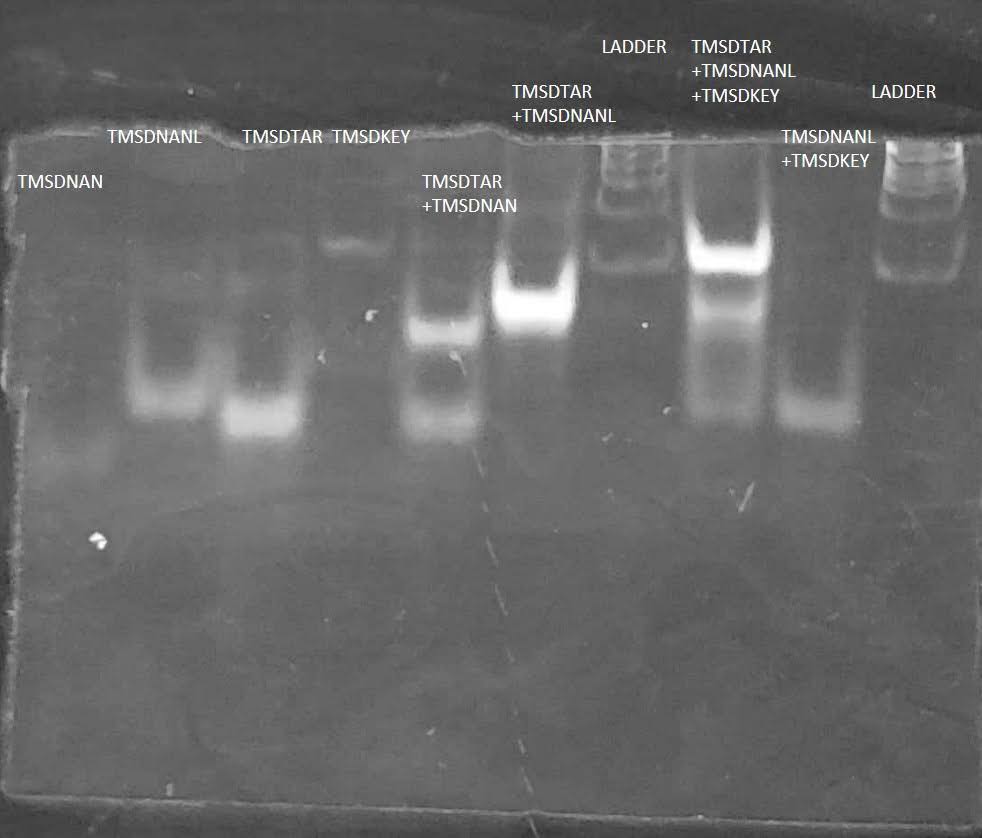 TMSDNAN
TMSDNANL
TMSDTAR
TMSDKEY
TMSDTAR
+TMSDNAN
TMSDTAR
+TMSDNANL
LADDER
TMSDTAR
+TMSDNANL
+TMSDKEY
TMSDNANL
+TMSDKEY
LADDER